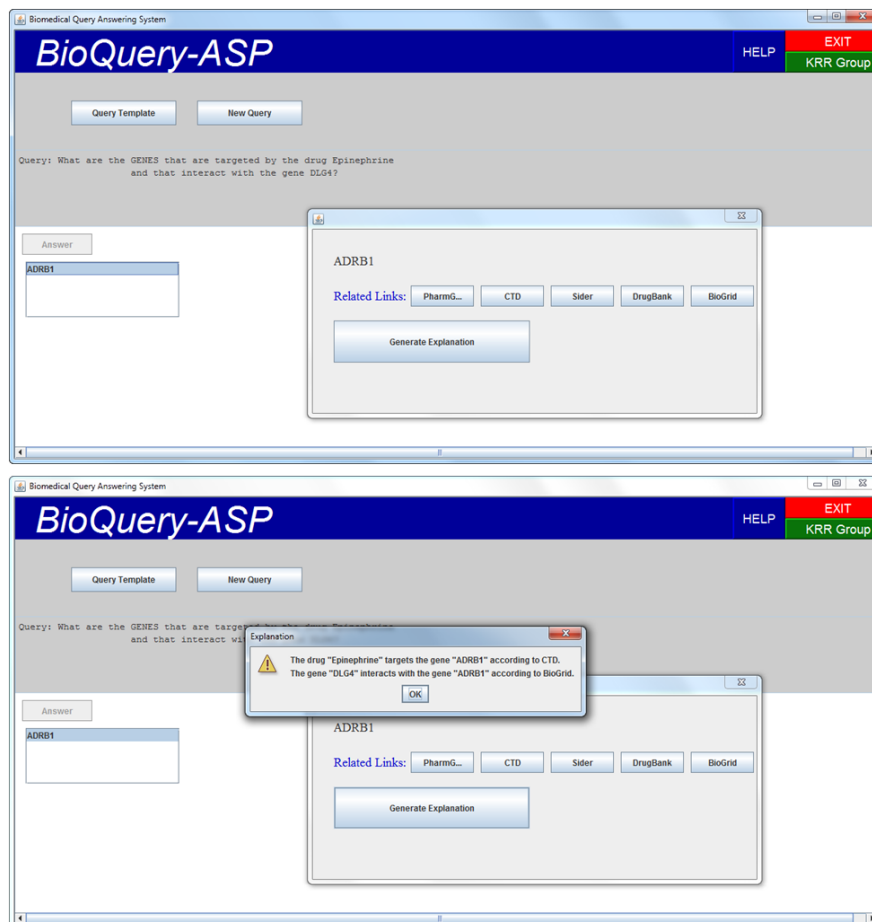 Biomedical Query Answering System
BioQuery-ASP
HELP
EXIT
KRR Group
Query Template
New Query
Query: What are the GENES that are targeted by the drug Epinephrine
and that interact with the gene DLG4?
Answer
ADRB1
ADRB1
Related Links:
PharmG...
CTD
Sider
DrugBank
BioGrid
Generate Explanation
Biomedical Query Answering System
BioQuery-ASP
HELP
EXIT
KRR Group
Query Template
New Query
Query: What are the GENES that are targeted by the drug Epinephrine
and that interact
Explanation
The drug "Epinephrine" targets the gene "ADRB1" according to CTD.
The gene "DLG4" interacts with the gene "ADRB1" according to BioGrid.
OK
Answer
ADRB1
ADRB1
Related Links:
PharmG...
CTD
Sider
DrugBank
BioGrid
Generate Explanation